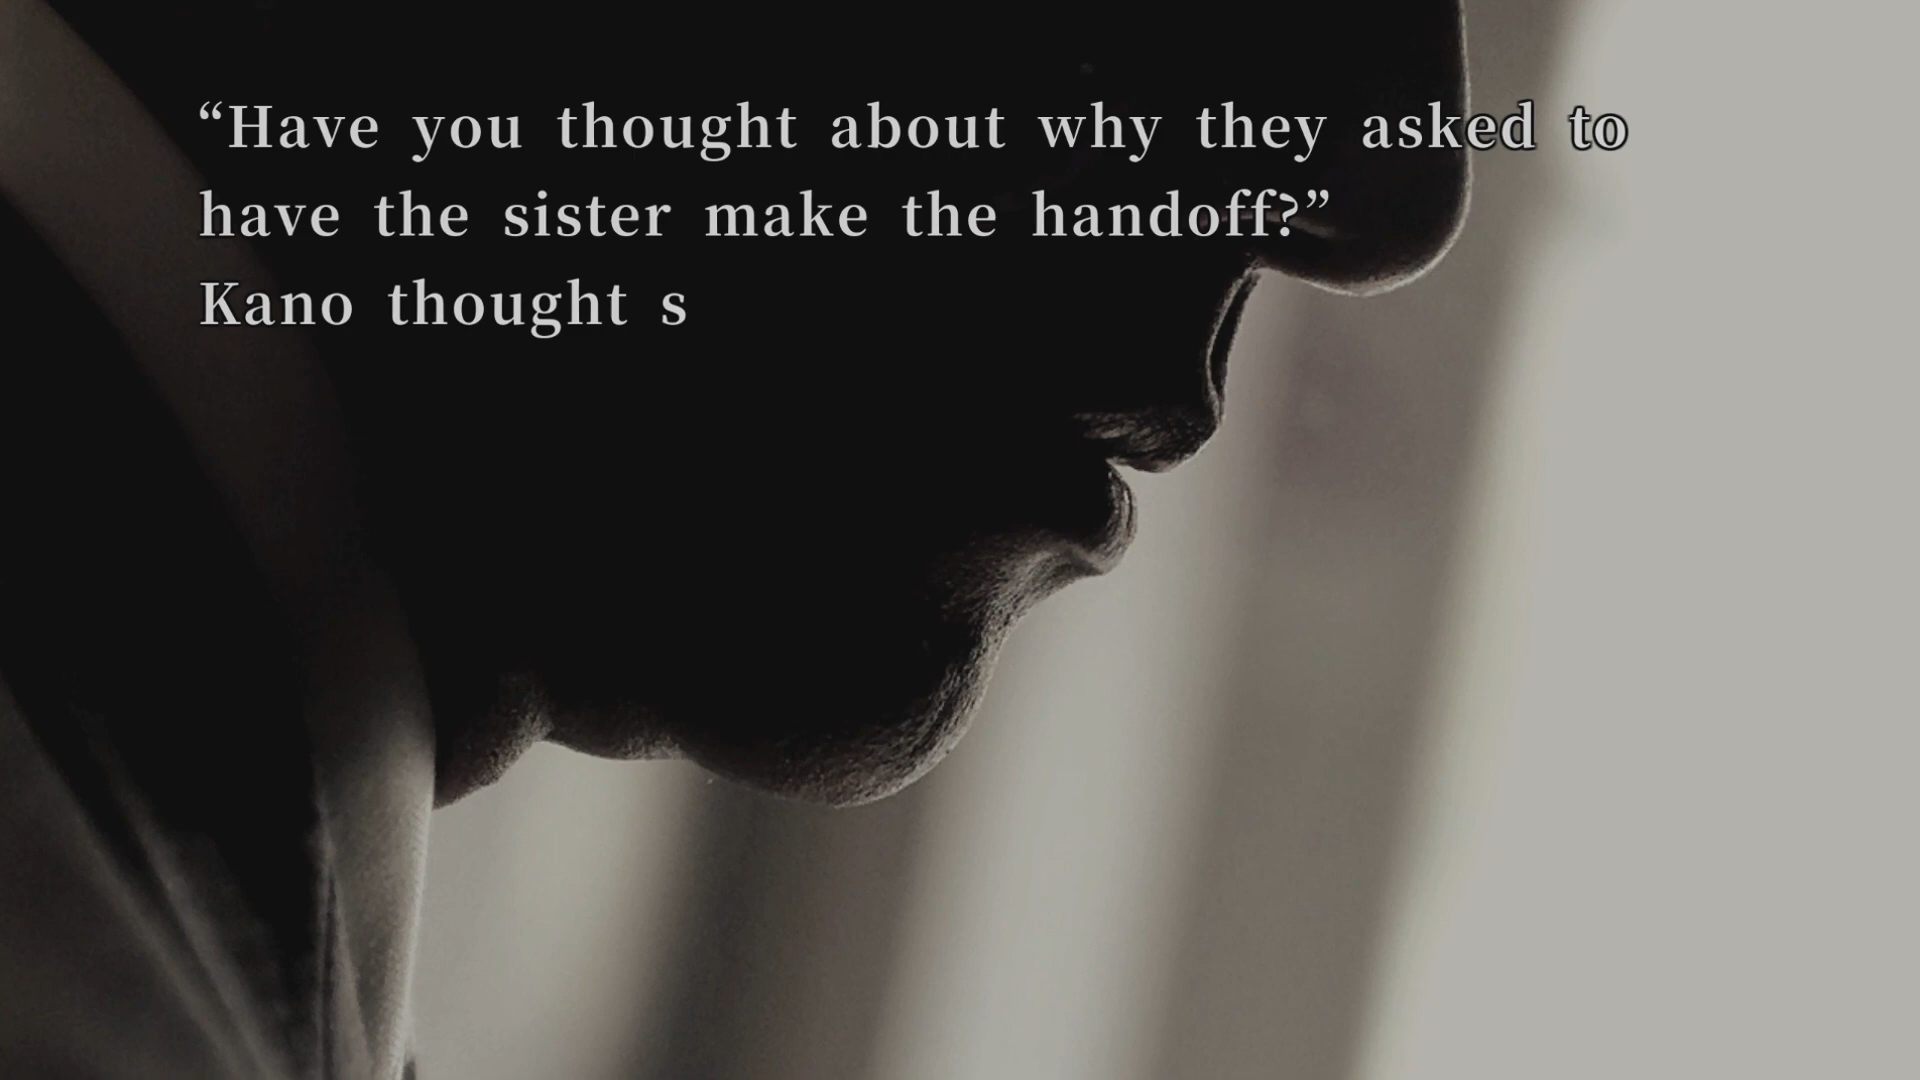 “Have you thought about why they asked to
have the sister make the handoff?”
Kano thought s